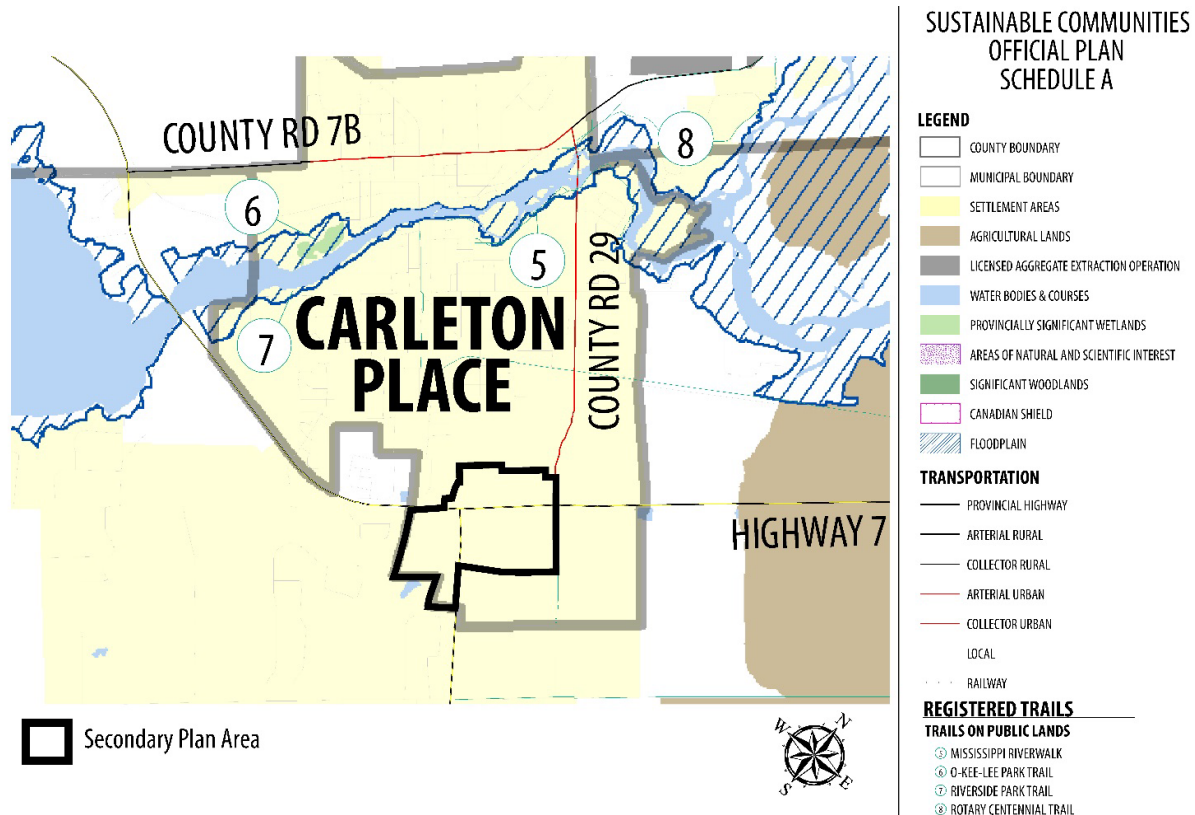 COUNTY RD 7B
6
8
5
7
CARLETON
PLACE
COUNTY RD 29
HIGHWAY 7
Secondary Plan Area
N
W
E
S
SUSTAINABLE COMMUNITIES
OFFICIAL PLAN
SCHEDULE A
LEGEND
COUNTY BOUNDARY
MUNICIPAL BOUNDARY
SETTLEMENT AREAS
AGRICULTURAL LANDS
LICENSED AGGREGATE EXTRACTION OPERATION
WATER BODIES & COURSES
PROVINCIALLY SIGNIFICANT WETLANDS
AREAS OF NATURAL AND SCIENTIFIC INTEREST
SIGNIFICANT WOODLANDS
CANADIAN SHIELD
FLOODPLAIN
TRANSPORTATION
PROVINCIAL HIGHWAY
ARTERIAL RURAL
COLLECTOR RURAL
ARTERIAL URBAN
COLLECTOR URBAN
LOCAL
RAILWAY
REGISTERED TRAILS
TRAILS ON PUBLIC LANDS
5 MISSISSIPPI RIVERWALK
6 O-KEE-LEE PARK TRAIL
7 RIVERSIDE PARK TRAIL
8 ROTARY CENTENNIAL TRAIL